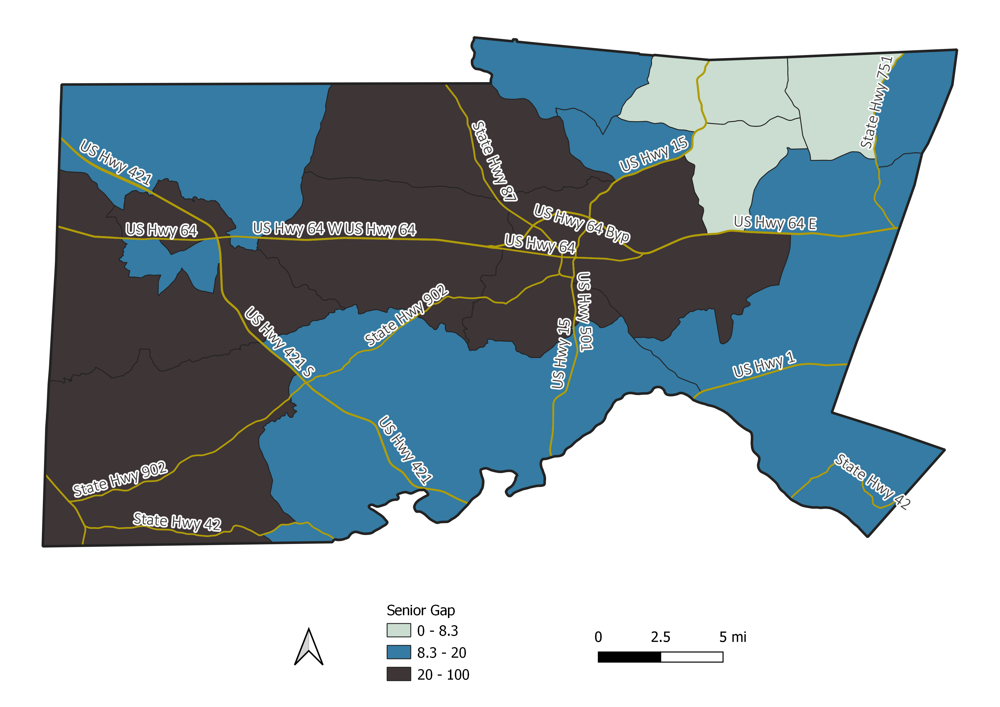 State Hwy 751
US Hwy 421
State Hwy 87
US Hwy 15
US Hwy 64
US Hwy 64 W US Hwy 64
US Hwy 64 Byp
US Hwy 64 E
US Hwy 64
State Hwy 902
US Hwy 501
US Hwy 421 S
US Hwy 15
US Hwy 1
US Hwy 421
State Hwy 902
State Hwy 42
State Hwy 42
Senior Gap
0 - 8.3
8.3 - 20
20 - 100
0 2.5 5 mi